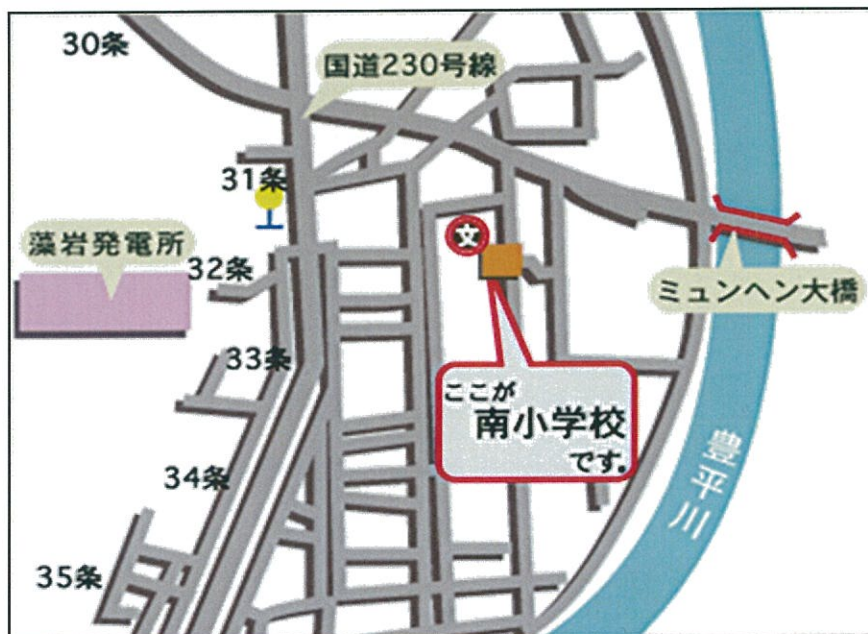 30条
国道230号線
31条
文
藻岩発電所
32条
ミュンヘン大橋
33条
ここが
南小学校
です。
豊平川
34条
35条